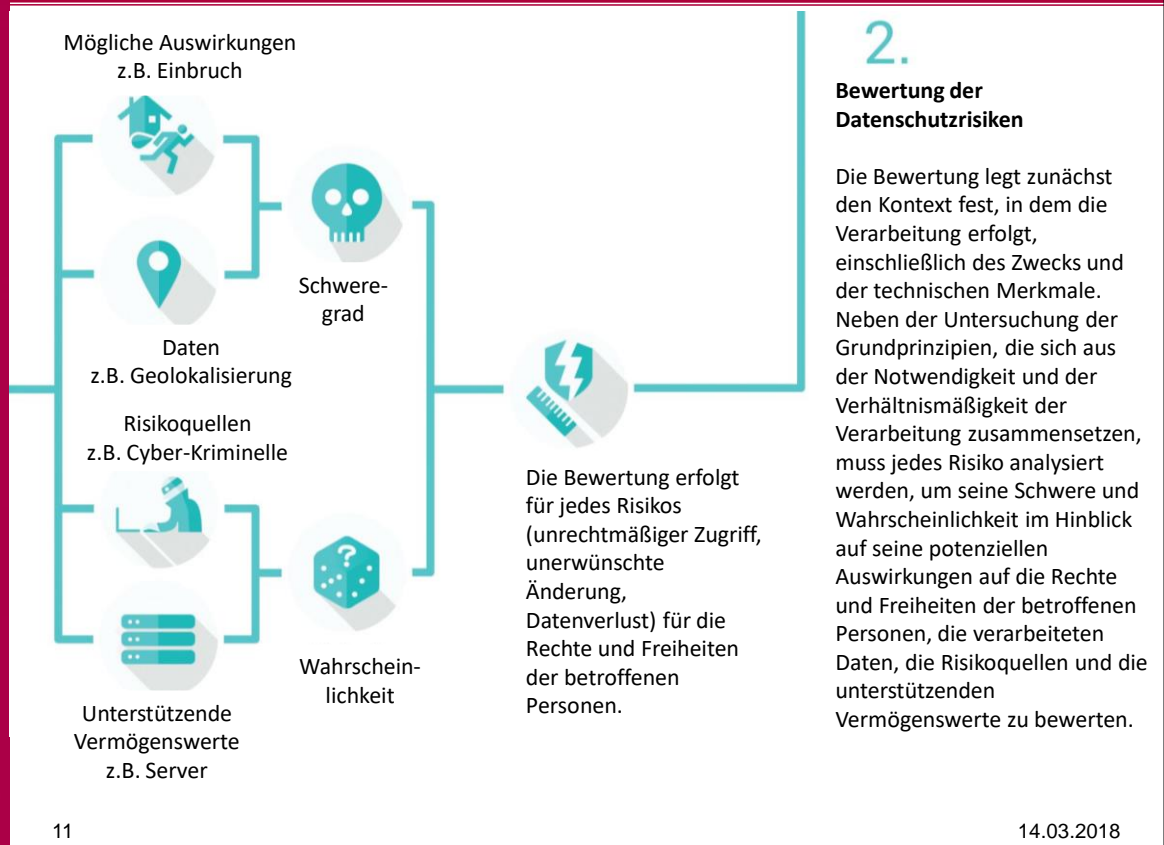 Mögliche Auswirkungen
z.B. Einbruch
Daten
z.B. Geolokalisierung
Schwere-
grad
Risikoquellen
z.B. Cyber-Kriminelle
Unterstützende
Vermögenswerte
z.B. Server
?
Wahrschein-
lichkeit
Die Bewertung erfolgt
für jedes Risikos
(unrechtmäßiger Zugriff,
unerwünschte
Änderung,
Datenverlust) für die
Rechte und Freiheiten
der betroffenen
Personen.
2.
Bewertung der
Datenschutzrisiken
Die Bewertung legt zunächst
den Kontext fest, in dem die
Verarbeitung erfolgt,
einschließlich des Zwecks und
der technischen Merkmale.
Neben der Untersuchung der
Grundprinzipien, die sich aus
der Notwendigkeit und der
Verhältnismäßigkeit der
Verarbeitung zusammensetzen,
muss jedes Risiko analysiert
werden, um seine Schwere und
Wahrscheinlichkeit im Hinblick
auf seine potenziellen
Auswirkungen auf die Rechte
und Freiheiten der betroffenen
Personen, die verarbeiteten
Daten, die Risikoquellen und die
unterstützenden
Vermögenswerte zu bewerten.
11
14.03.2018